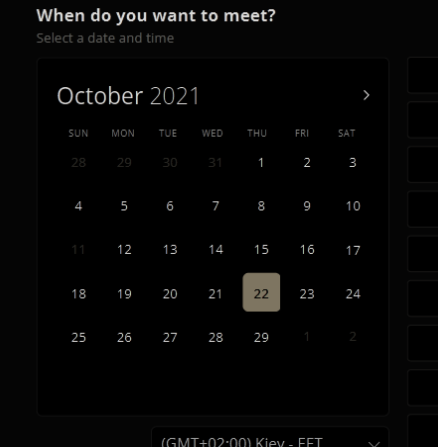 When do you want to meet?
Select a date and time
October 2021
SUN MON TUE WED THU FRI SAT
28 29 30 31 1 2 3
4 5 6 7 8 9 10
11 12 13 14 15 16 17
18 19 20 21 22 23 24
25 26 27 28 29 1 2
(GMT+02:00) Kiev - EET